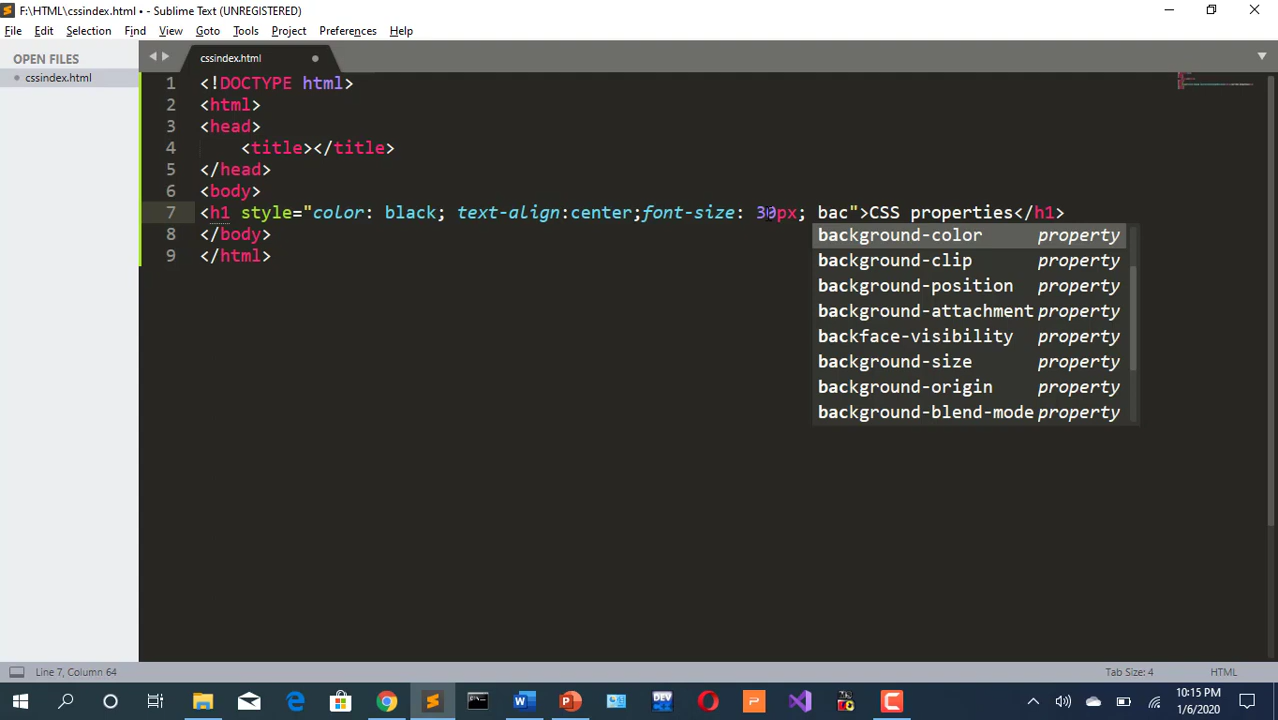 F:\HTML\cssindex.html • - Sublime Text (UNREGISTERED)
File Edit Selection Find View Goto Tools Project Preferences Help
OPEN FILES
cssindex.html
cssindex.html
1 <!DOCTYPE html>
2 <html>
3 <head>
4 <title></title>
5 </head>
6 <body>
7 <h1 style="color: black; text-align:center;font-size: 30px; bac">CSS properties</h1>
8 </body>
9 </html>
background-color property
background-clip property
background-position property
background-attachment property
backface-visibility property
background-size property
background-origin property
background-blend-mode property
Line 7, Column 64
Tab Size: 4
HTML
DEV
10:15 PM
1/6/2020